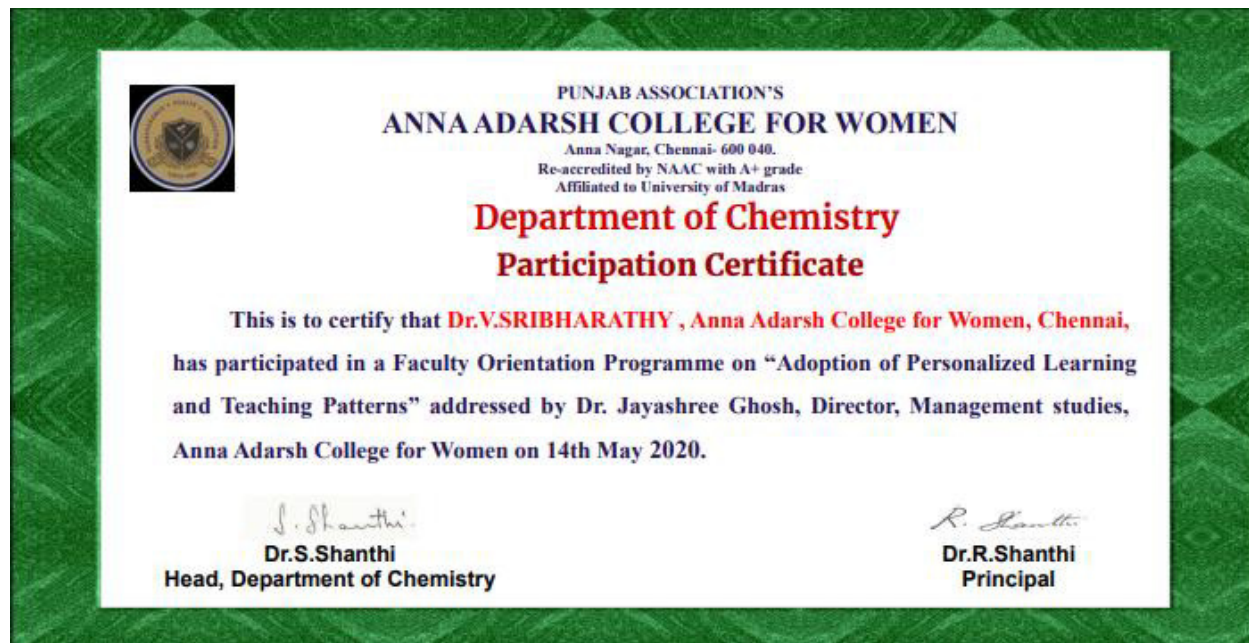 PUNJAB ASSOCIATION'S
ANNA ADARSH COLLEGE FOR WOMEN
Anna Nagar, Chennai- 600 040.
Re-accredited by NAAC with A+ grade
Affiliated to University of Madras
Department of Chemistry
Participation Certificate
This is to certify that Dr.V.SRIBHARATHY , Anna Adarsh College for Women, Chennai,
has participated in a Faculty Orientation Programme on “Adoption of Personalized Learning
and Teaching Patterns” addressed by Dr. Jayashree Ghosh, Director, Management studies,
Anna Adarsh College for Women on 14th May 2020.
S. Shanthi
R. Shanthi
Dr.S.Shanthi
Dr.R.Shanthi
Head, Department of Chemistry
Principal